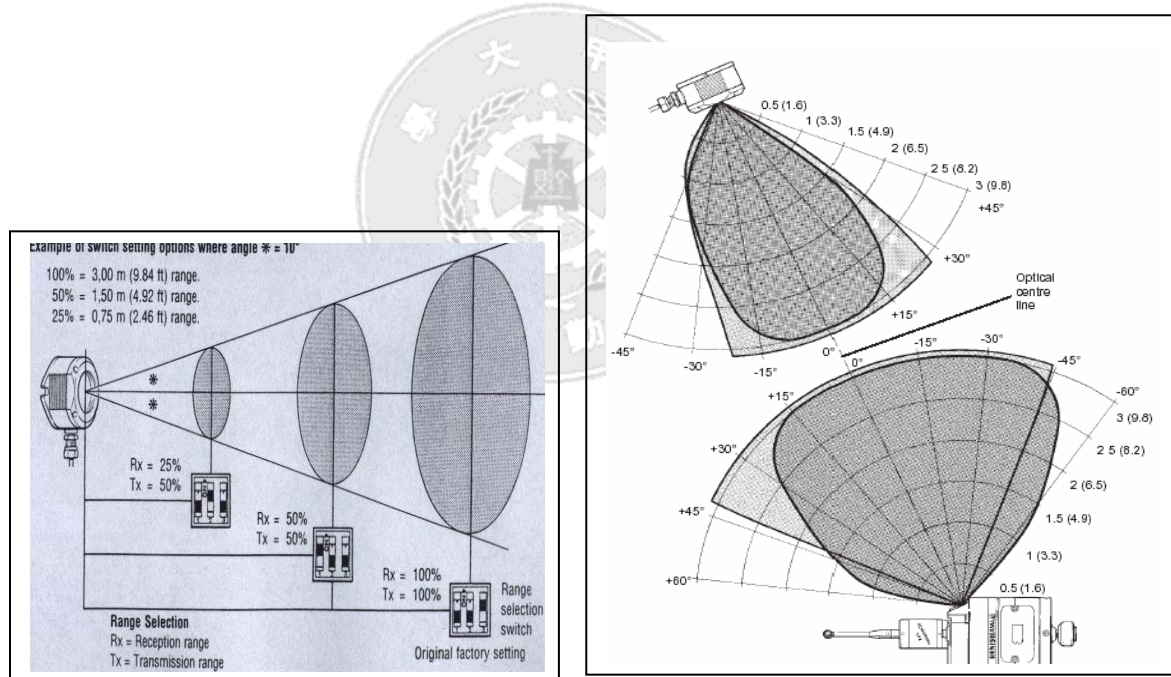 Example of switch setting options where angle ✳ = 10°
100% = 3,00 m (9.84 ft) range.
50% = 1,50 m (4.92 ft) range.
25% = 0,75 m (2.46 ft) range.
✳
✳
Rx = 25%
Tx = 50%
Rx = 50%
Tx = 50%
Rx = 100%
Tx = 100%
Range
selection
switch
Original factory setting
Range Selection
Rx = Reception range
Tx = Transmission range
大 甲
0.5 (1.6)
1 (3.3)
1.5 (4.9)
2 (6.5)
2 5 (8.2)
3 (9.8)
+45°
+30°
+15°
0°
-15°
-30°
-45°
Optical
centre
line
0°
-15°
-30°
-45°
-60°
+15°
+30°
+45°
+60°
3 (9.8)
2 5 (8.2)
2 (6.5)
1.5 (4.9)
1 (3.3)
0.5 (1.6)
RENISHAW